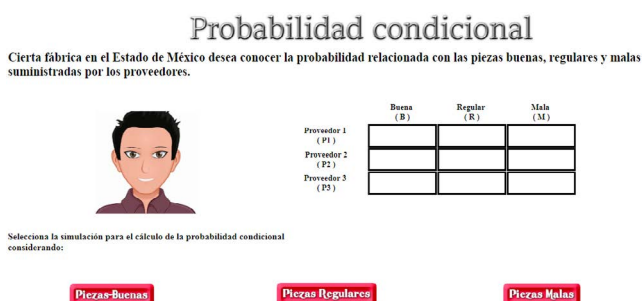 Probabilidad condicional
Cierta fábrica en el Estado de México desea conocer la probabilidad relacionada con las piezas buenas, regulares y malas
suministradas por los proveedores.
Buena Regular Mala
( B ) ( R ) ( M )
Proveedor 1
( P1 )
Proveedor 2
( P2 )
Proveedor 3
( P3 )
Selecciona la simulación para el cálculo de la probabilidad condicional
considerando:
Piezas-Buenas Piezas Regulares Piezas Malas